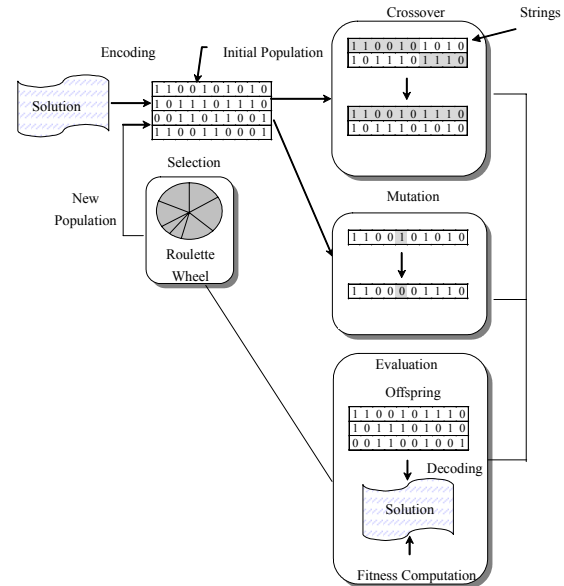 Crossover
Strings
Encoding
Initial Population
1 1 0 0 1 0 1 0 1 0
1 0 1 1 1 0 1 1 1 0
1 1 0 0 1 0 1 1 1 0
1 0 1 1 1 0 1 0 1 0
Solution
1 1 0 0 1 0 1 0 1 0
1 0 1 1 1 0 1 1 1 0
0 0 1 1 0 1 1 0 0 1
1 1 0 0 1 1 0 0 0 1
Selection
New
Population
Roulette
Wheel
Mutation
1 1 0 0 1 0 1 0 1 0
1 1 0 0 0 0 1 1 1 0
Evaluation
Offspring
1 1 0 0 1 0 1 1 1 0
1 0 1 1 1 0 1 0 1 0
0 0 1 1 0 0 1 0 0 1
Decoding
Solution
Fitness Computation